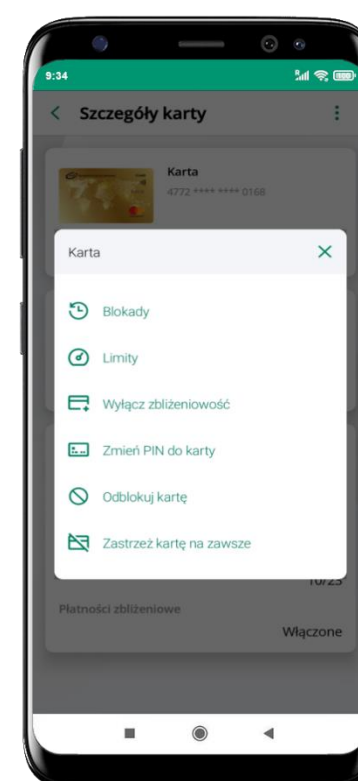 9:34
Szczegóły karty
Karta
4772 **** **** 0168
Karta
Blokady
Limity
Wyłącz zbliżeniowość
Zmień PIN do karty
Odblokuj kartę
Zastrzeż kartę na zawsze
10/23
Płatności zbliżeniowe
Włączone